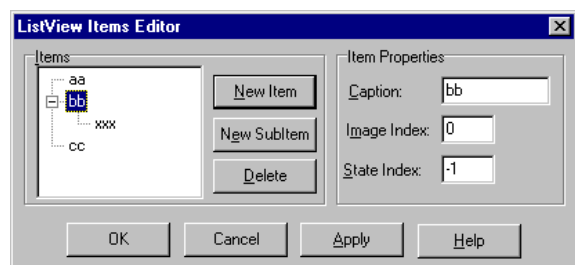 ListView Items Editor
Items
aa
bb
xxx
cc
New Item
New SubItem
Delete
Item Properties
Caption: bb
Image Index: 0
State Index: -1
OK Cancel Apply Help